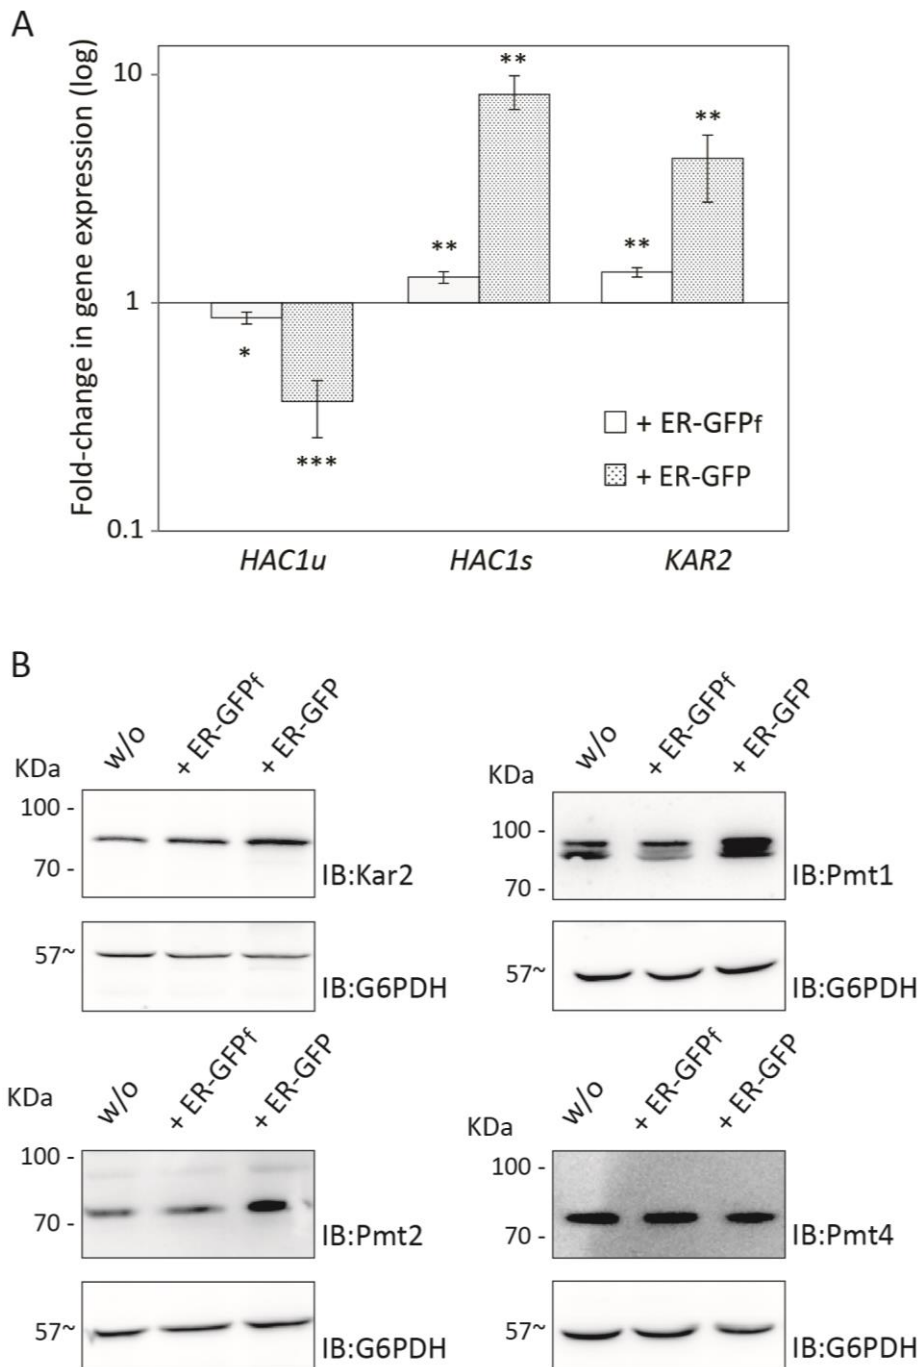 A
Fold-change in gene expression (log)
10
1
0.1
**
**
**
**
*
***
+ ER-GFPf
+ ER-GFP
HAC1u HAC1s KAR2
B
KDa w/o + ER-GFPf + ER-GFP
100 -
70 -
IB:Kar2
57~
IB:G6PDH
KDa w/o + ER-GFPf + ER-GFP
100 -
70 -
IB:Pmt1
57~
IB:G6PDH
KDa w/o + ER-GFPf + ER-GFP
100 -
70 -
IB:Pmt2
57~
IB:G6PDH
KDa w/o + ER-GFPf + ER-GFP
100 -
70 -
IB:Pmt4
57~
IB:G6PDH